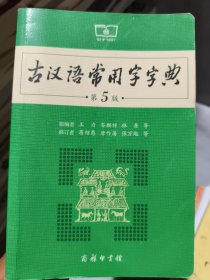 古汉语常用字字典
第5版
原编者 王力 岑麒祥 林焘 等
修订者 蒋绍愚 唐作藩 张万起 等
商务印书馆